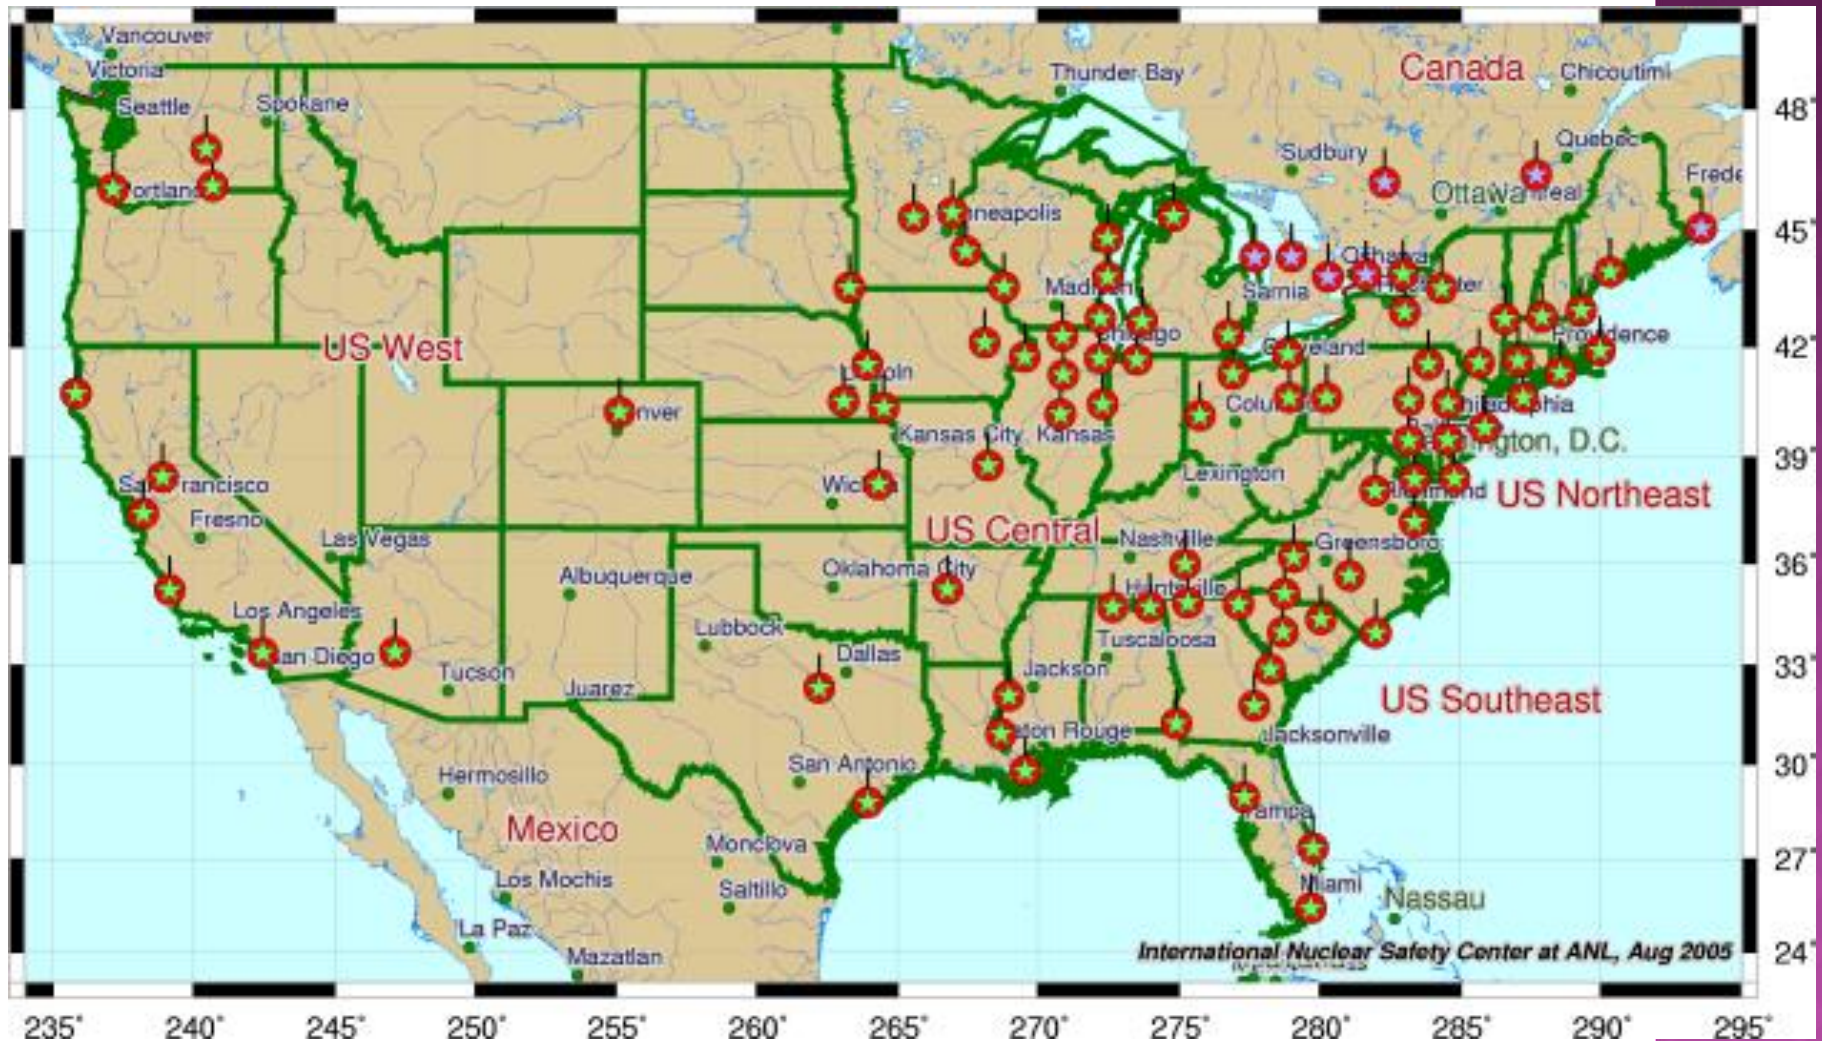 Vancouver
Canada
Chicoutimi
Victoria
Thunder Bay
Seattle
Spokane
48°
Quebec
Sudbury
Frede
Ottawa
45°
Madison
Sarnia
US West
Providence
Cleveland
42°
Kansas City, Kansas
39°
Lexington
US Northeast
Fresno
US Central
Las Vegas
Nashville
Greensboro
36°
Albuquerque
Oklahoma City
Huntsville
Los Angeles
Lubbock
Tuscaloosa
Dallas
Jackson
33°
Tucson
Juarez
US Southeast
Jacksonville
San Antonio
30°
Hermosillo
Mexico
Monclova
27°
Los Mochis
Saltillo
Miami
Nassau
La Paz
Mazatlan
International Nuclear Safety Center at ANL, Aug 2005
24°
235° 240° 245° 250° 255° 260° 265° 270° 275° 280° 285° 290° 295°